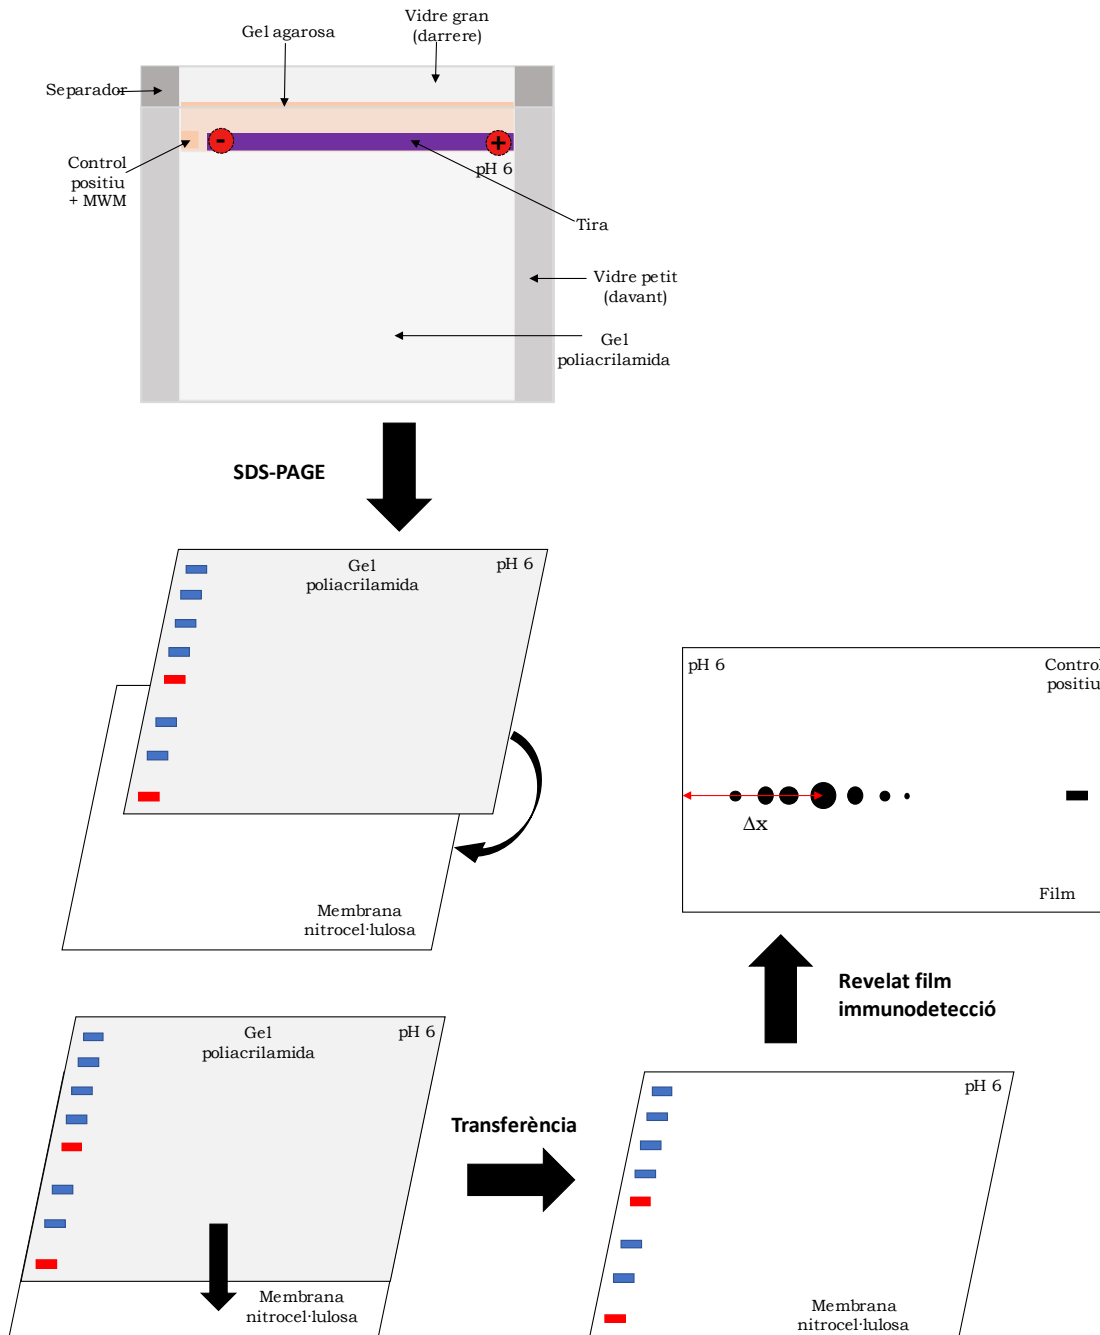 Gel agarosa
Vidre gran
(darrere)
Separador
-
+
pH 6
Control
positiu
+ MWM
Tira
Vidre petit
(davant)
Gel
poliacrilamida
SDS-PAGE
Gel
poliacrilamida
pH 6
Membrana
nitrocel·lulosa
pH 6
Control
positiu
Δx
Film
Revelat film
immunodetecció
Gel
poliacrilamida
pH 6
Membrana
nitrocel·lulosa
Transferència
pH 6
Membrana
nitrocel·lulosa